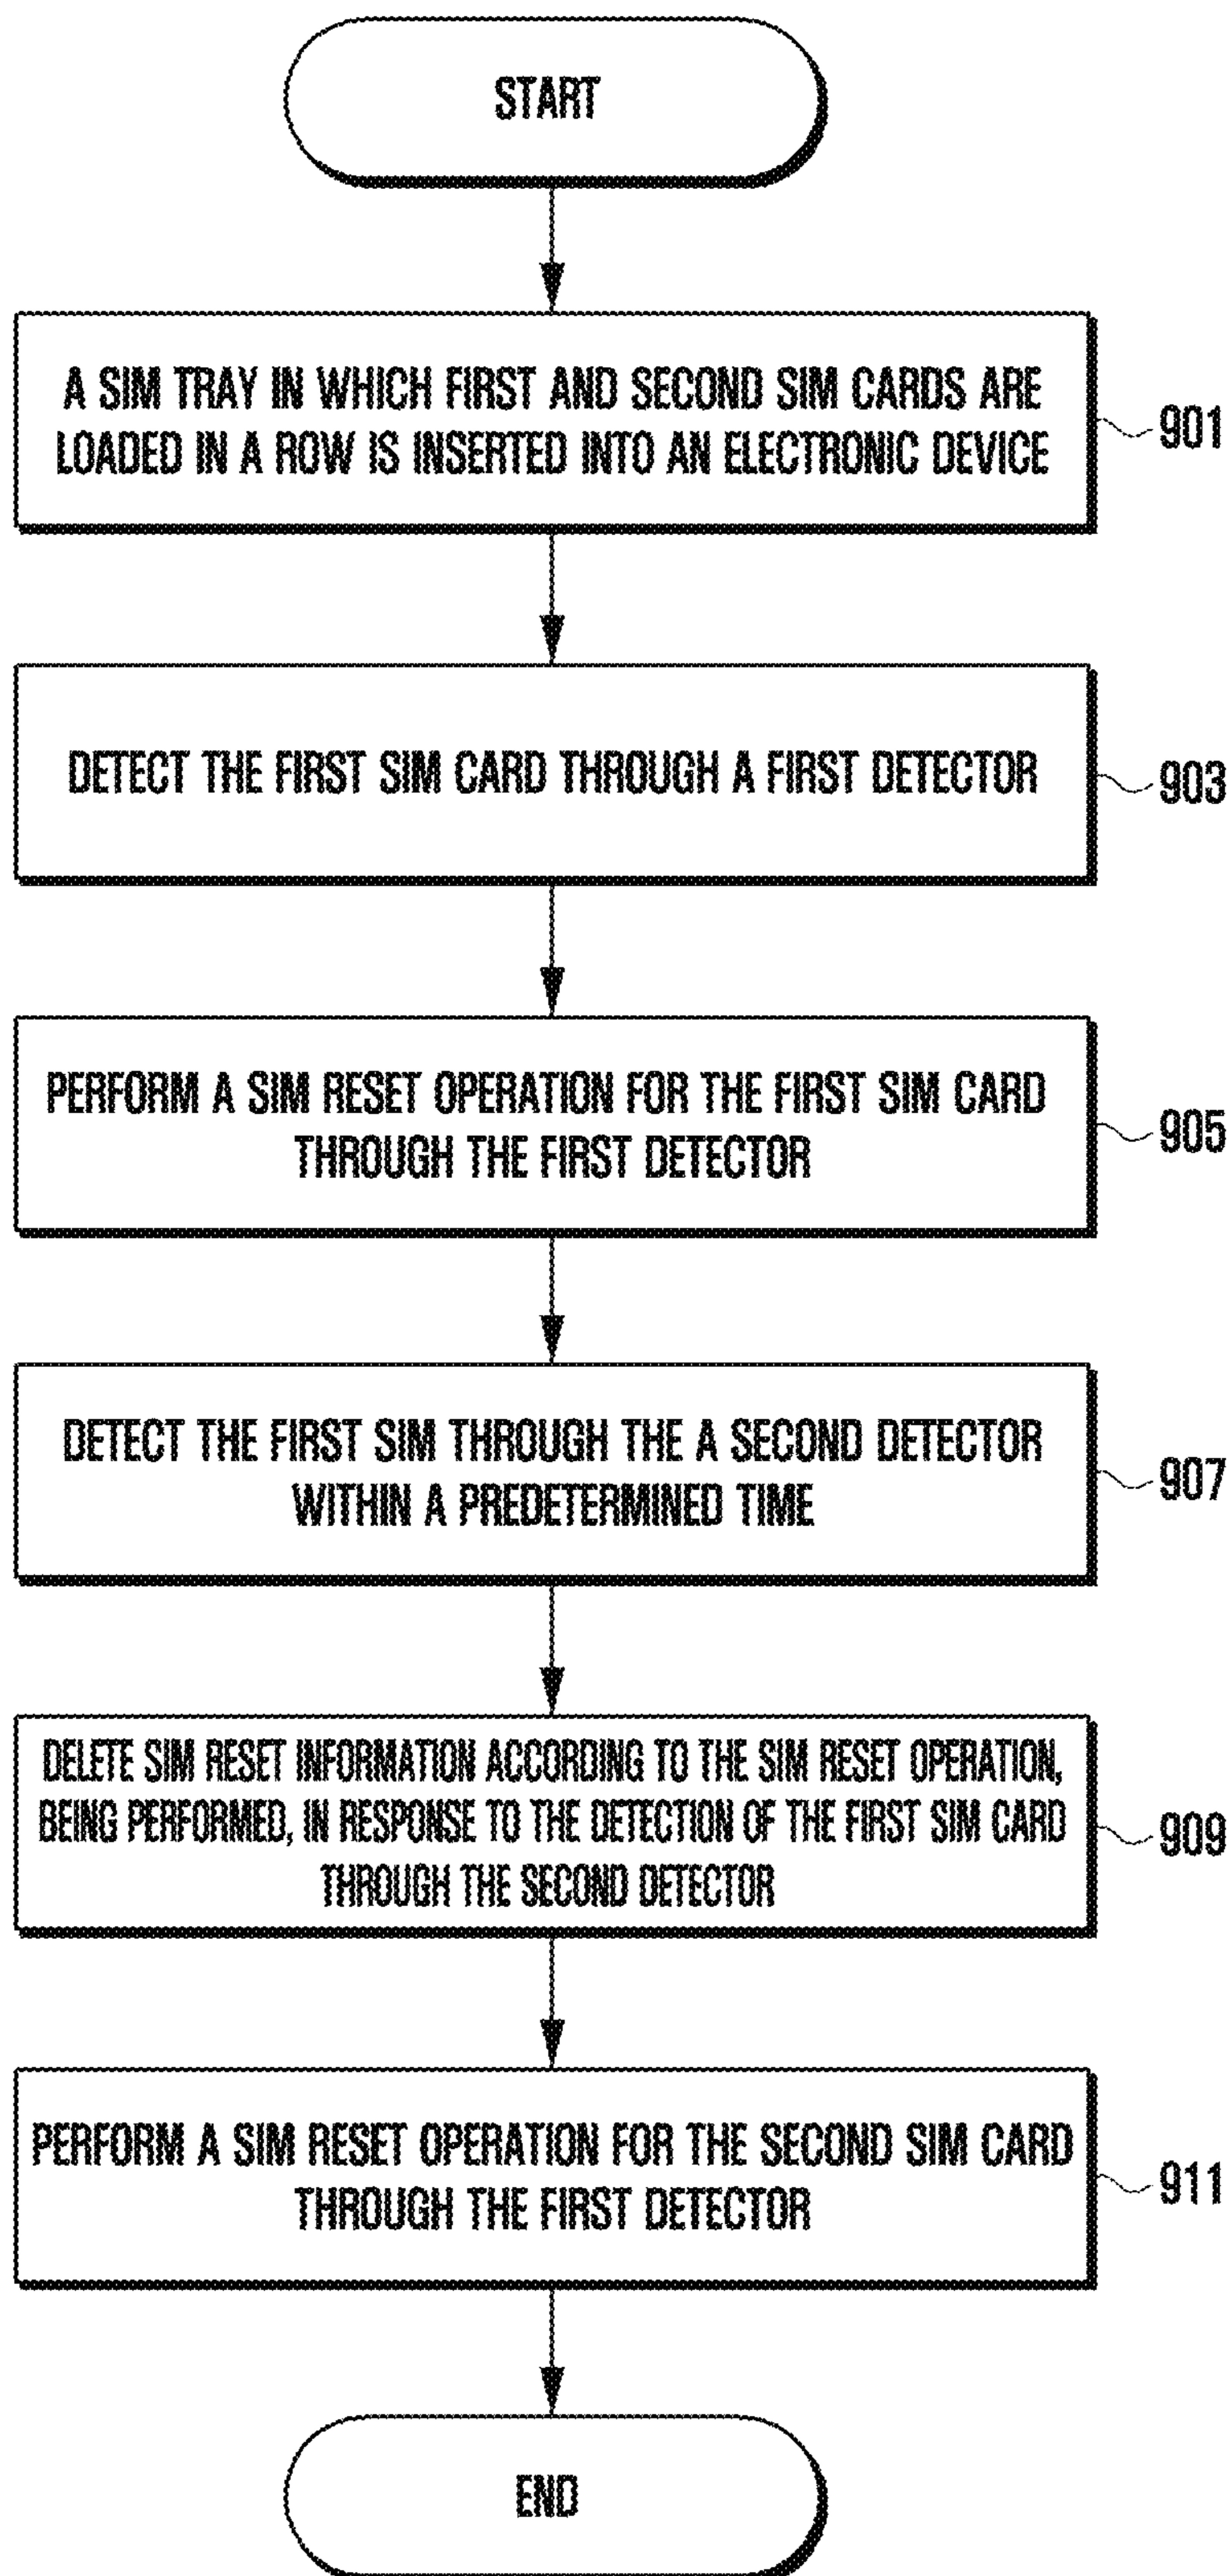 START
A SIM TRAY IN WHICH FIRST AND SECOND SIM CARDS ARE
LOADED IN A ROW IS INSERTED INTO AN ELECTRONIC DEVICE
901
DETECT THE FIRST SIM CARD THROUGH A FIRST DETECTOR
903
PERFORM A SIM RESET OPERATION FOR THE FIRST SIM CARD
THROUGH THE FIRST DETECTOR
905
DETECT THE FIRST SIM THROUGH THE A SECOND DETECTOR
WITHIN A PREDETERMINED TIME
907
DELETE SIM RESET INFORMATION ACCORDING TO THE SIM RESET OPERATION,
BEING PERFORMED, IN RESPONSE TO THE DETECTION OF THE FIRST SIM CARD
THROUGH THE SECOND DETECTOR
909
PERFORM A SIM RESET OPERATION FOR THE SECOND SIM CARD
THROUGH THE FIRST DETECTOR
911
END